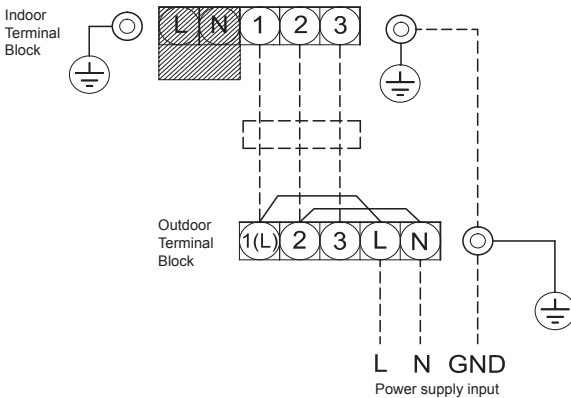 Indoor
Terminal
Block
L N 1 2 3
Outdoor
Terminal
Block
1(L) 2 3 L N
L N GND
Power supply input